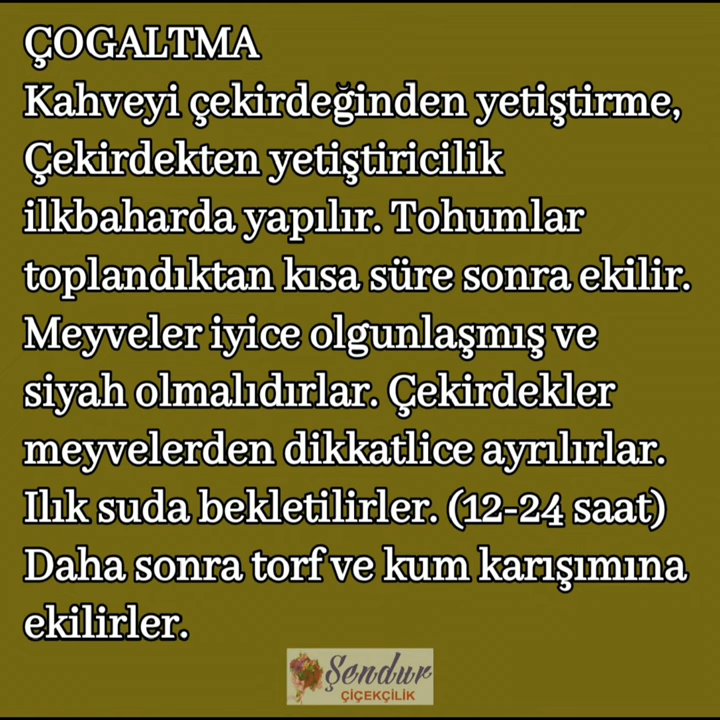 ÇOGALTMA
Kahveyi çekirdeğinden yetiştirme,
Çekirdekten yetiştiricilik
ilkbaharda yapılır. Tohumlar
toplandıktan kısa süre sonra ekilir.
Meyveler iyice olgunlaşmış ve
siyah olmalıdırlar. Çekirdekler
meyvelerden dikkatlice ayrılırlar.
Ilık suda bekletilirler. (12-24 saat)
Daha sonra torf ve kum karışımına
ekilirler.
Şendur
ÇİÇEKÇİLİK